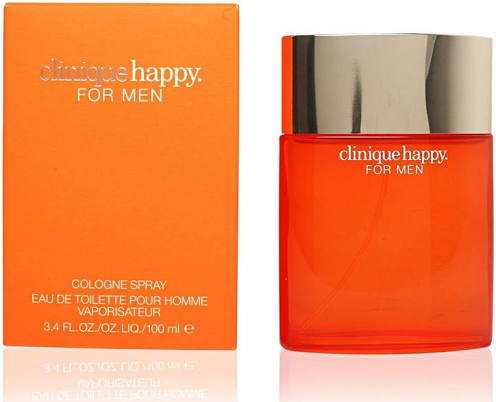 clinique happy.
FOR MEN
COLOGNE SPRAY
EAU DE TOILETTE POUR HOMME
VAPORISATEUR
3.4 FL.OZ./OZ.LIQ./100 ml ℮
clinique happy.
FOR MEN